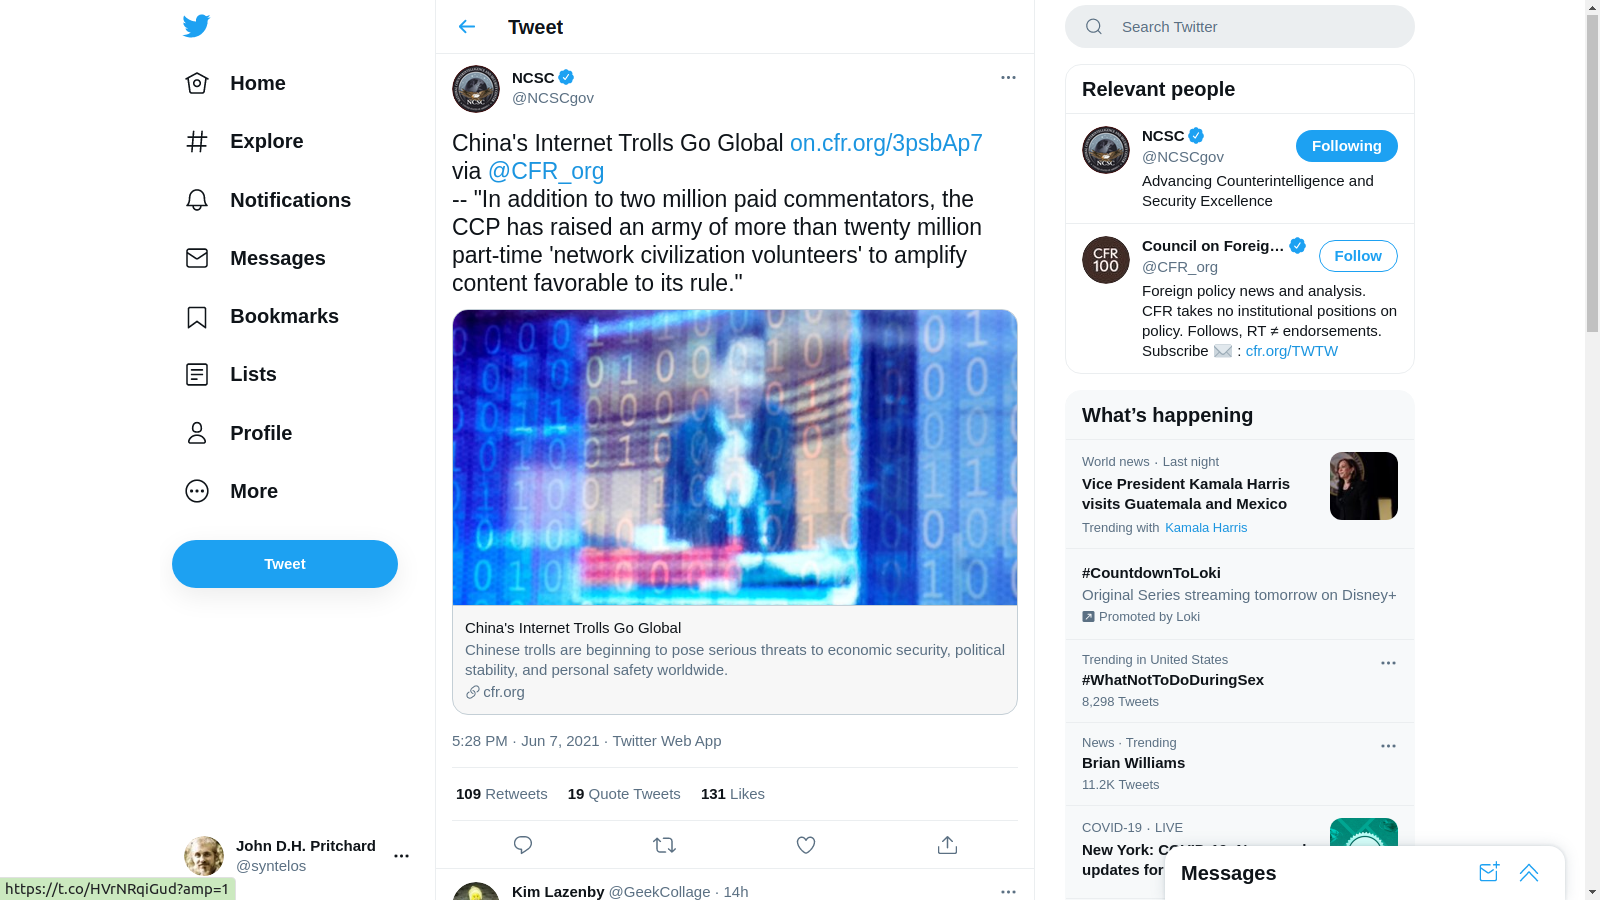 Home
Explore
Notifications
Messages
Bookmarks
Lists
Profile
More
Tweet
John D.H. Pritchard
@syntelos
https://t.co/HVrNRqiGud?amp=1
Tweet
NCSC
@NCSCgov
China's Internet Trolls Go Global on.cfr.org/3psbAp7
via @CFR_org
-- "In addition to two million paid commentators, the
CCP has raised an army of more than twenty million
part-time 'network civilization volunteers' to amplify
content favorable to its rule."
China's Internet Trolls Go Global
Chinese trolls are beginning to pose serious threats to economic security, political
stability, and personal safety worldwide.
cfr.org
5:28 PM · Jun 7, 2021 · Twitter Web App
109 Retweets 19 Quote Tweets 131 Likes
Kim Lazenby @GeekCollage · 14h
Search Twitter
Relevant people
NCSC
@NCSCgov
Following
Advancing Counterintelligence and
Security Excellence
CFR
100
Council on Foreig...
@CFR_org
Follow
Foreign policy news and analysis.
CFR takes no institutional positions on
policy. Follows, RT ≠ endorsements.
Subscribe ✉️ : cfr.org/TWTW
What's happening
World news · Last night
Vice President Kamala Harris
visits Guatemala and Mexico
Trending with Kamala Harris
#CountdownToLoki
Original Series streaming tomorrow on Disney+
Promoted by Loki
Trending in United States
#WhatNotToDoDuringSex
8,298 Tweets
News · Trending
Brian Williams
11.2K Tweets
COVID-19 · LIVE
New York:
updates for
Messages